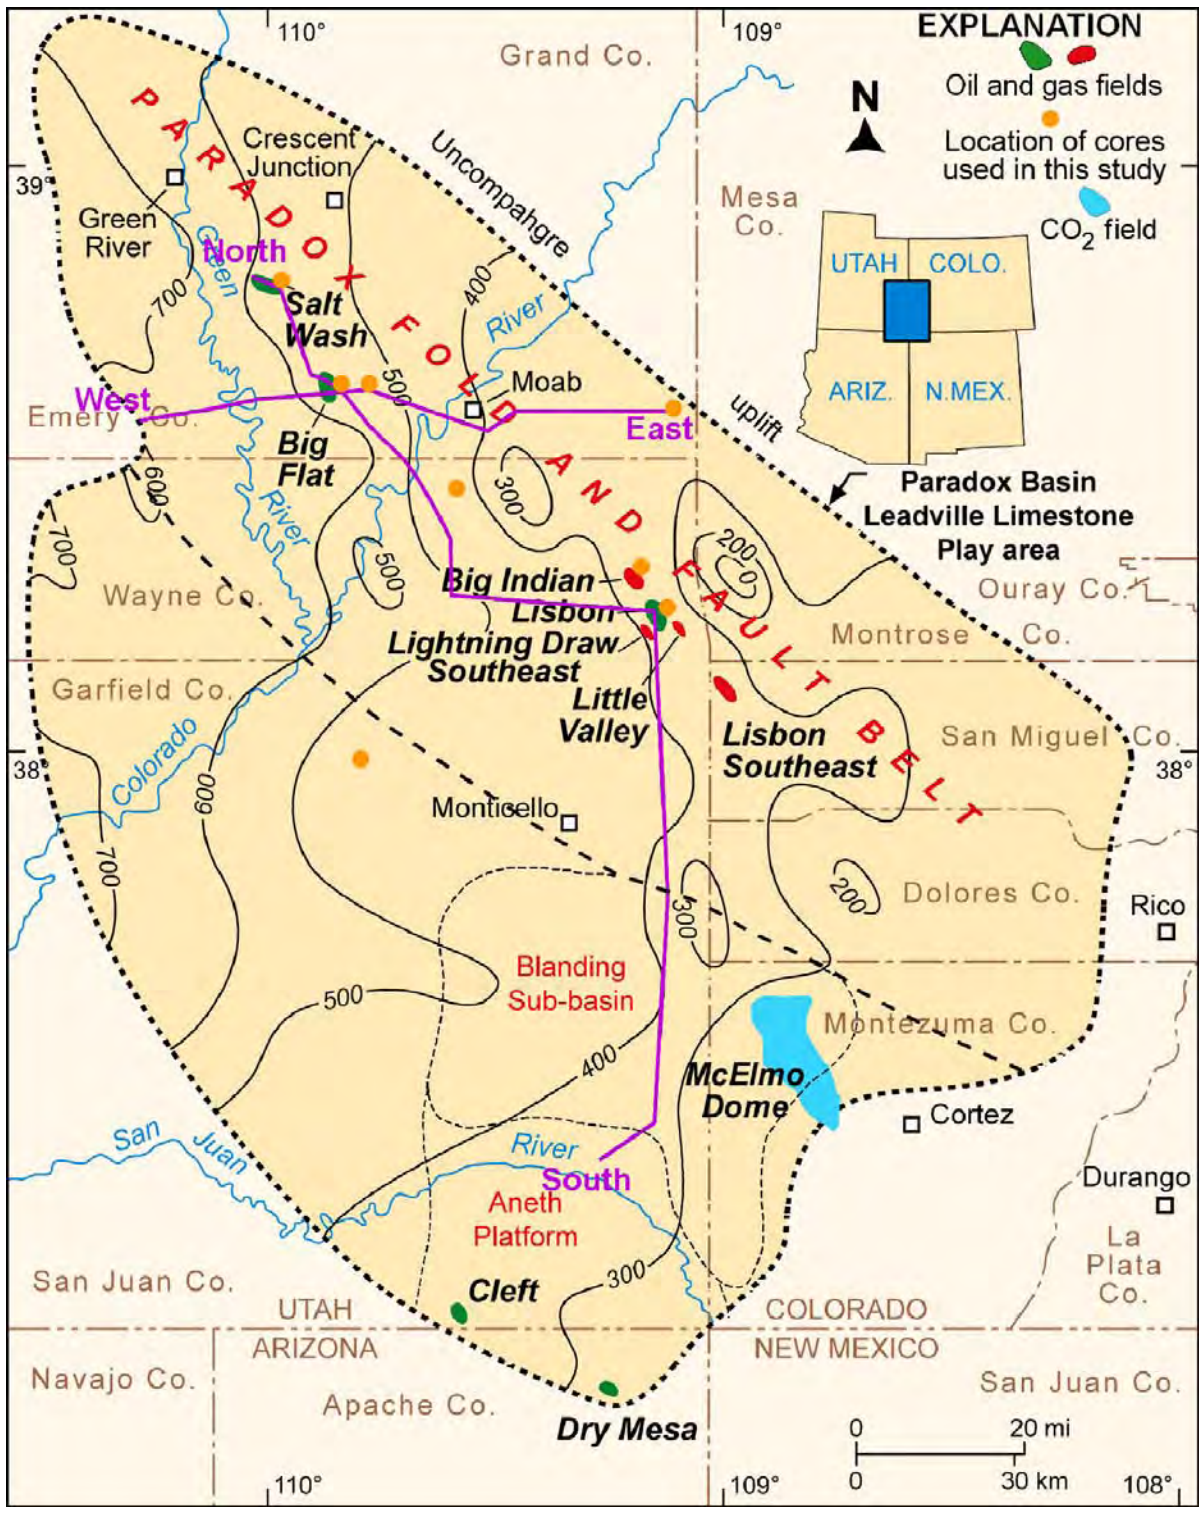 110°
109°
EXPLANATION
Oil and gas fields
Location of cores
used in this study
CO2 field
N
Grand Co.
Mesa
Co.
UTAH
COLO.
ARIZ.
N.MEX.
39°
PARADOX FOLD AND FAULT BELT
Crescent
Junction
Green
River
North
Green
River
Uncompahgre
uplift
700
400
River
Salt
Wash
500
Moab
West
Emery Co.
East
Big
Flat
Paradox Basin
Leadville Limestone
Play area
600
300
700
500
200
0
Wayne Co.
Big Indian
Lisbon
Lightning Draw
Southeast
Little
Valley
Ouray Co.
Montrose Co.
Garfield Co.
Lisbon
Southeast
San Miguel Co.
38°
38°
Colorado
600
Monticello
700
300
200
Dolores Co.
Rico
Blanding
Sub-basin
500
400
Montezuma Co.
McElmo
Dome
Cortez
San Juan
River
South
Aneth
Platform
Durango
La
Plata
Co.
San Juan Co.
Cleft
300
UTAH
COLORADO
ARIZONA
NEW MEXICO
Navajo Co.
Apache Co.
San Juan Co.
Dry Mesa
0 20 mi
0 30 km
110°
109°
108°